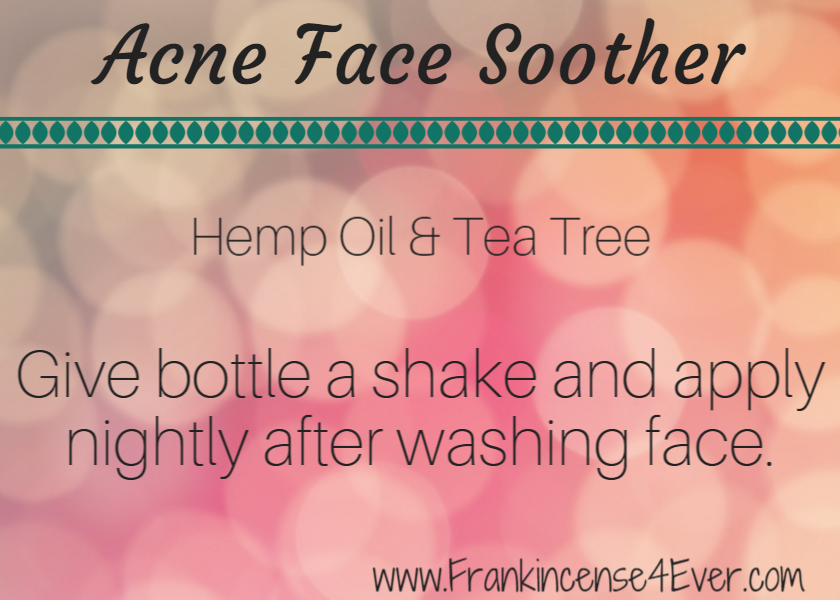 Acne Face Soother
Hemp Oil & Tea Tree
Give bottle a shake and apply
nightly after washing face.
www.Frankincense4Ever.com